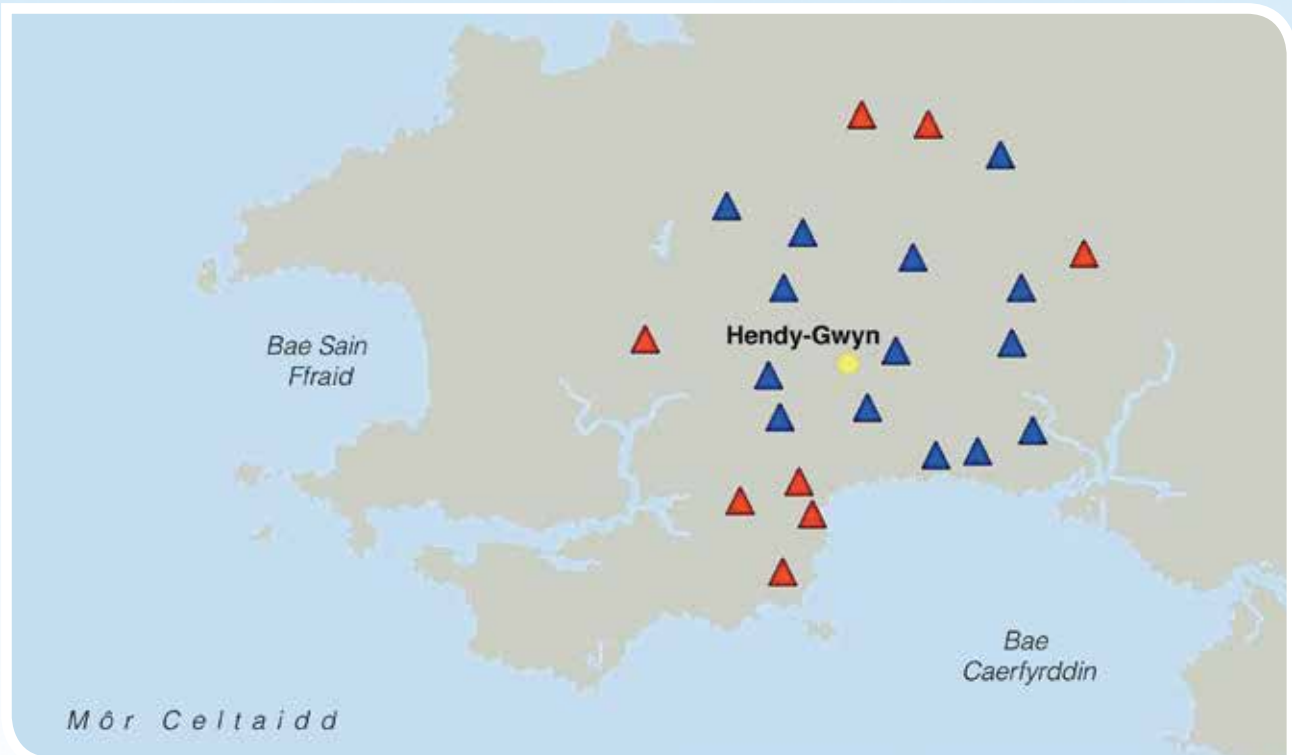 Hendy-Gwyn
Bae Sain
Ffraid
Bae
Caerfyrddin
Môr Celtaidd